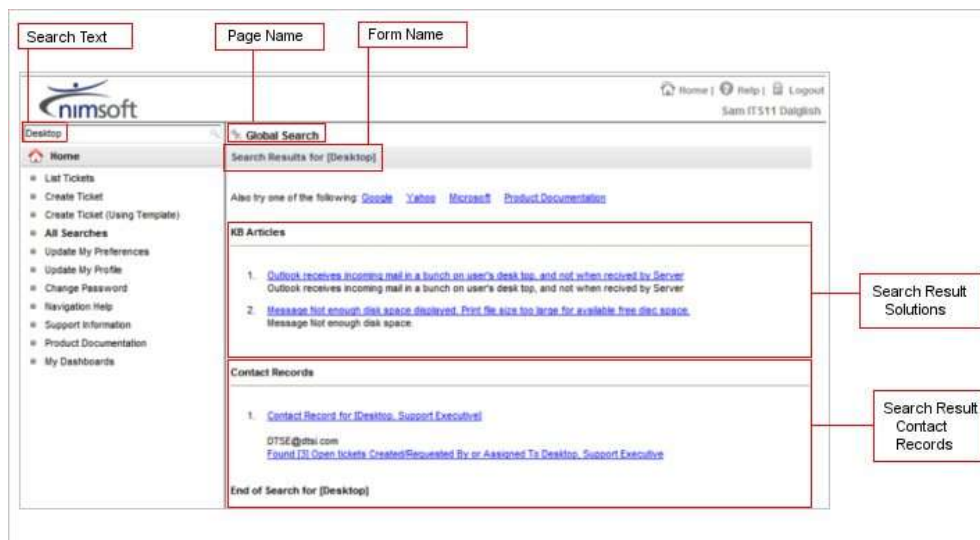 Search Text
Page Name
Form Name
nimsoft
Home | Help | Logout
Sam ITS11 Dalglish
Desktop
Global Search
Home
Search Results for [Desktop]
List Tickets
Create Ticket
Create Ticket (Using Template)
All Searches
Update My Preferences
Update My Profile
Change Password
Navigation Help
Support Information
Product Documentation
My Dashboards
Also try one of the following: Google Yahoo Microsoft Product Documentation
KB Articles
1. Outlook receives incoming mail in a bunch on user's desk top, and not when recived by Server
Outlook receives incoming mail in a bunch on user's desk top, and not when recived by Server
2. Message Not enough disk space displayed. Print file size too large for available free disc space.
Message Not enough disk space
Search Result
Solutions
Contact Records
1. Contact Record for [Desktop, Support Executive]
DTSE@dtsi.com
Found [3] Open tickets Created/Requested By or Assigned To Desktop, Support Executive
End of Search for [Desktop]
Search Result
Contact
Records